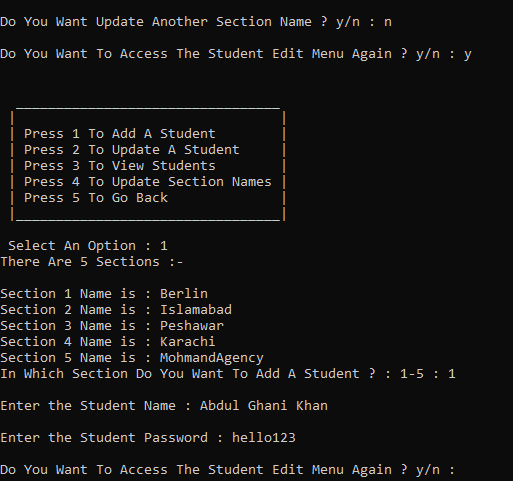 Do You Want Update Another Section Name ? y/n : n
Do You Want To Access The Student Edit Menu Again ? y/n : y
Press 1 To Add A Student
Press 2 To Update A Student
Press 3 To View Students
Press 4 To Update Section Names
Press 5 To Go Back
Select An Option : 1
There Are 5 Sections :-
Section 1 Name is : Berlin
Section 2 Name is : Islamabad
Section 3 Name is : Peshawar
Section 4 Name is : Karachi
Section 5 Name is : MohmandAgency
In Which Section Do You Want To Add A Student ? : 1-5 : 1
Enter the Student Name : Abdul Ghani Khan
Enter the Student Password : hello123
Do You Want To Access The Student Edit Menu Again ? y/n :